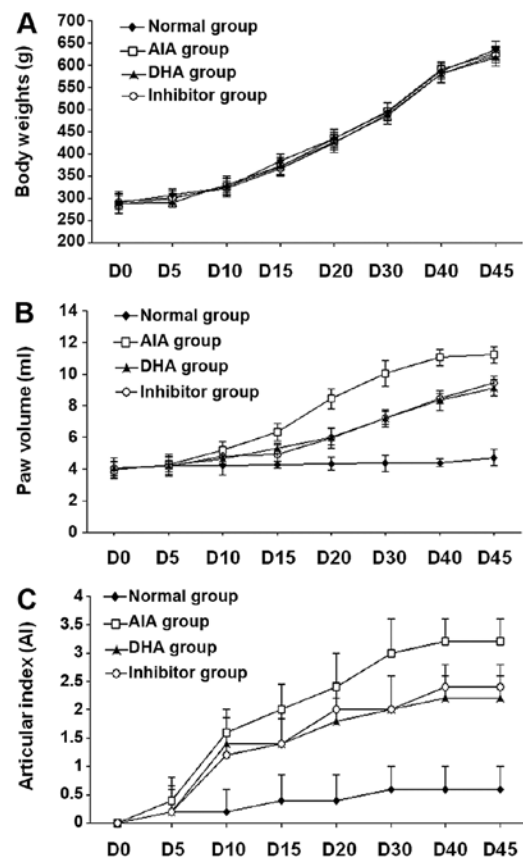 A
Normal group
AIA group
DHA group
Inhibitor group
Body weights (g)
700
650
600
550
500
450
400
350
300
250
200
D0 D5 D10 D15 D20 D30 D40 D45
B
Normal group
AIA group
DHA group
Inhibitor group
Paw volume (ml)
14
12
10
8
6
4
2
0
D0 D5 D10 D15 D20 D30 D40 D45
C
Normal group
AIA group
DHA group
Inhibitor group
Articular index (AI)
4
3.5
3
2.5
2
1.5
1
0.5
0
D0 D5 D10 D15 D20 D30 D40 D45